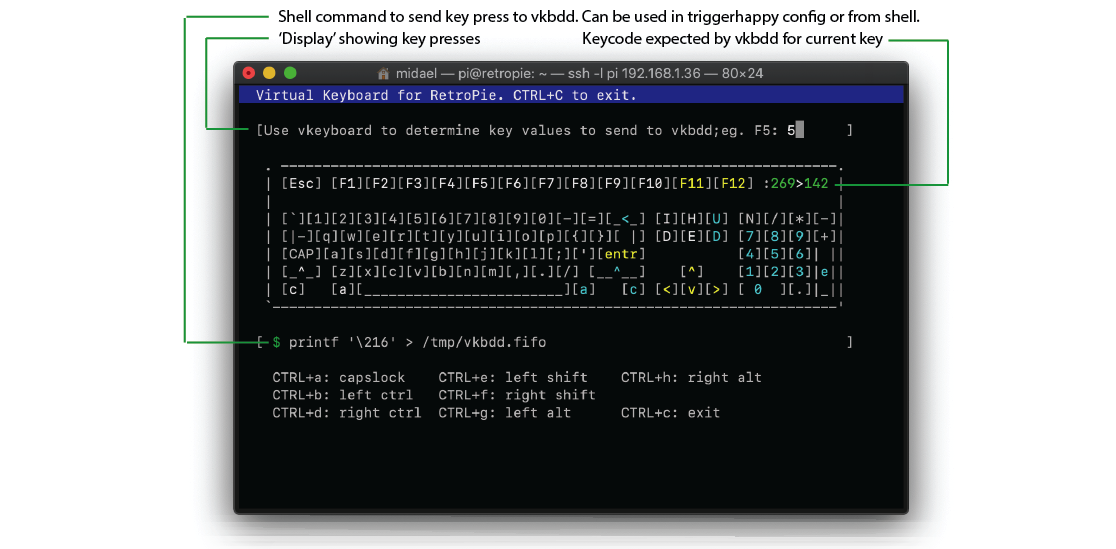 Shell command to send key press to vkbdd. Can be used in triggerhappy config or from shell.
‘Display’ showing key presses
Keycode expected by vkbdd for current key
midael — pi@retropie: ~ — ssh -l pi 192.168.1.36 — 80×24
Virtual Keyboard for RetroPie. CTRL+C to exit.
[Use vkeyboard to determine key values to send to vkbdd;eg. F5: 5 ]
. ____________________________________________________________________.
| [Esc] [F1][F2][F3][F4][F5][F6][F7][F8][F9][F10][F11][F12] :269>142 |
| |
| [`][1][2][3][4][5][6][7][8][9][0][-][=][_<_] [I][H][U] [N][/][*][-]|
| [|-][q][w][e][r][t][y][u][i][o][p][{][}][ |] [D][E][D] [7][8][9][+]|
| [CAP][a][s][d][f][g][h][j][k][l][;]['][entr] [4][5][6]| ||
| [_^_] [z][x][c][v][b][n][m][,][.][/] [__^__] [^] [1][2][3]|e||
| [c] [a][________________________][a] [c] [<][v][>] [ 0 ][.]|_||
`--------------------------------------------------------------------'
[ $ printf '\216' > /tmp/vkbdd.fifo ]
CTRL+a: capslock CTRL+e: left shift CTRL+h: right alt
CTRL+b: left ctrl CTRL+f: right shift
CTRL+d: right ctrl CTRL+g: left alt CTRL+c: exit